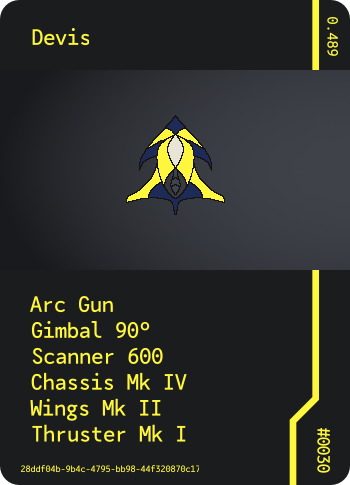 Devis
0.489
Arc Gun
Gimbal 90°
Scanner 600
Chassis Mk IV
Wings Mk II
Thruster Mk I
#0030
28ddf04b-9b4c-4795-bb98-44f320870c17